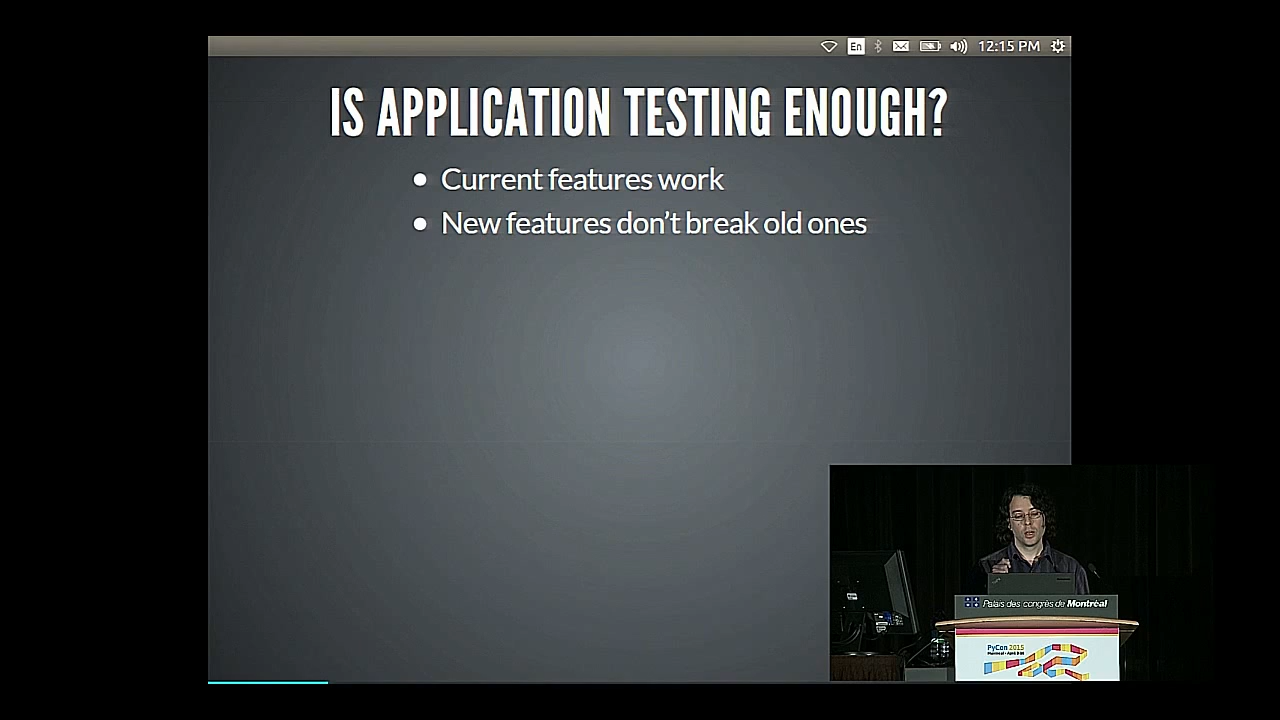 En
12:15 PM
IS APPLICATION TESTING ENOUGH?
Current features work
New features don't break old ones
Palais des congrès de Montréal
PyCon 2015